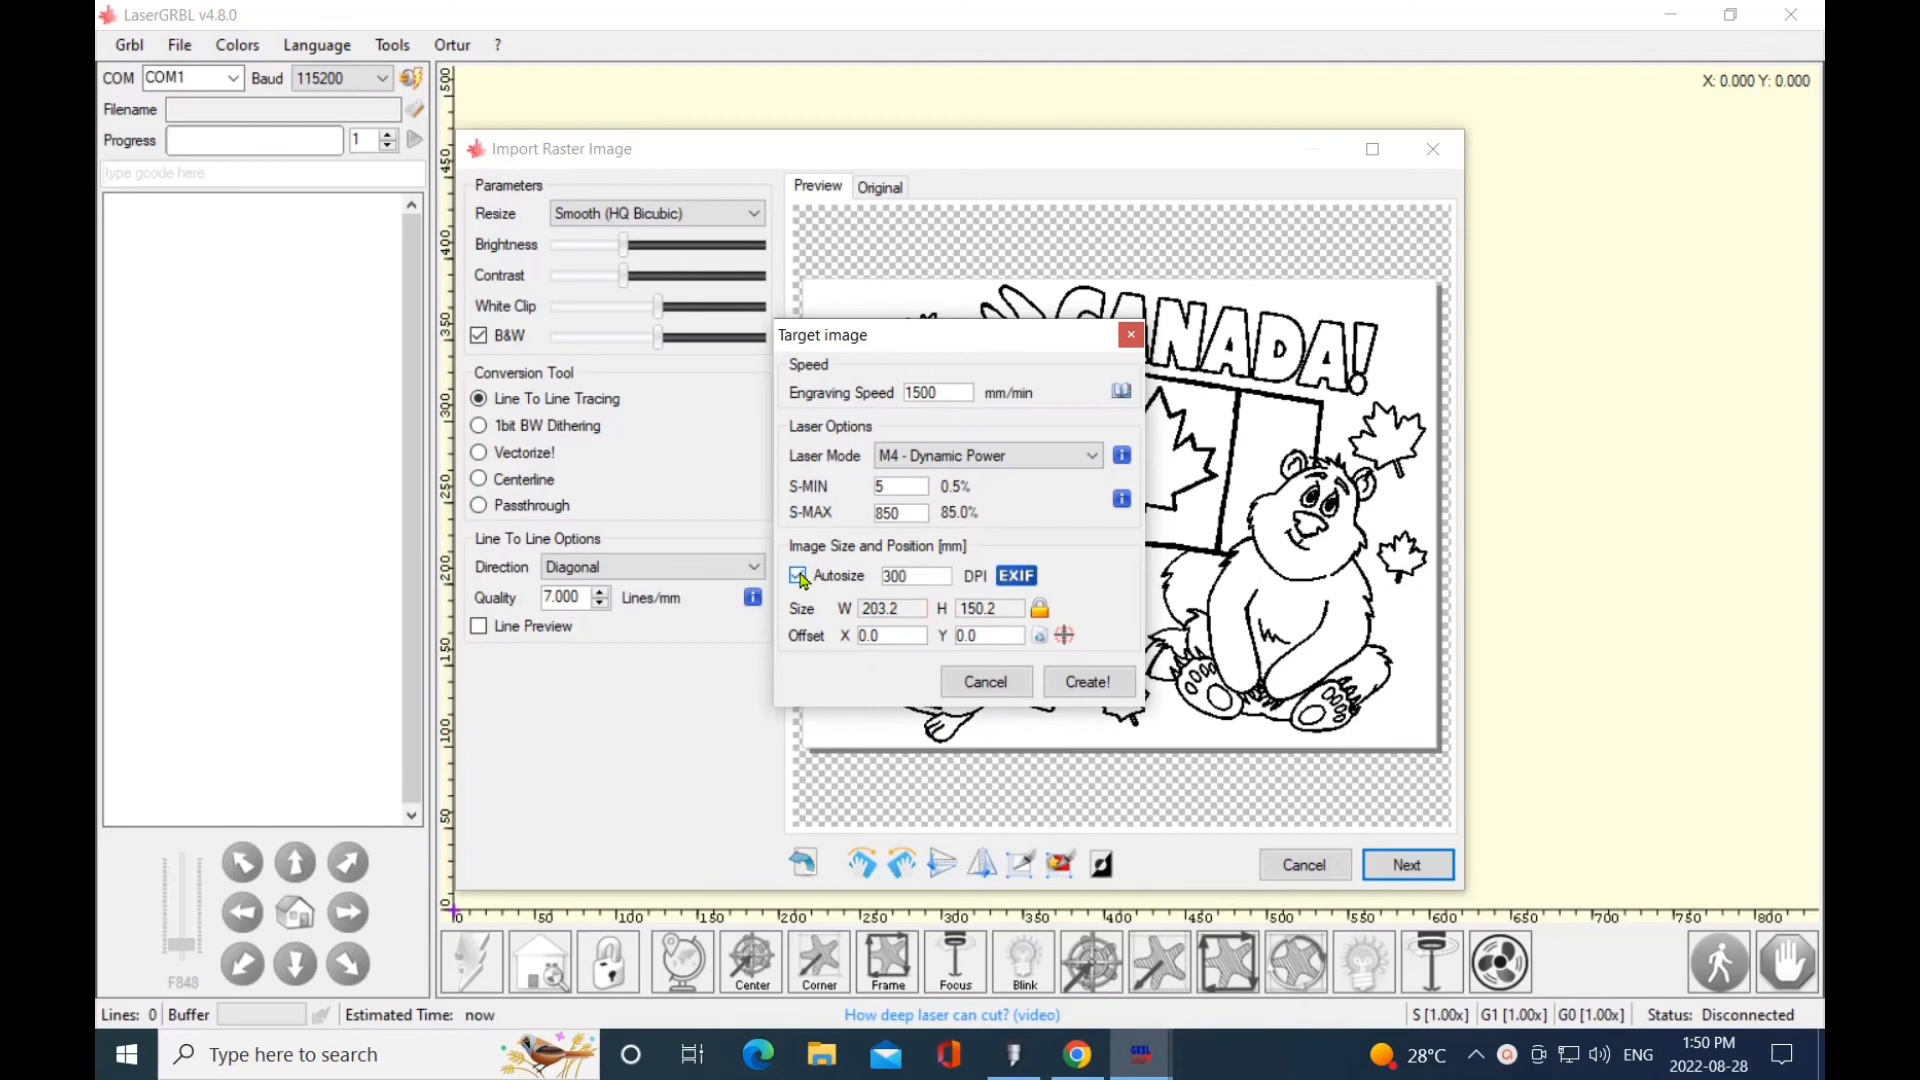 LaserGRBL v4.8.0
Grbl File Colors Language Tools Ortur ?
COM COM1 Baud 115200
Filename
Progress 1
type gcode here
X: 0.000 Y: 0.000
Import Raster Image
Parameters
Resize Smooth (HQ Bicubic)
Brightness
Contrast
White Clip
B&W
Conversion Tool
Line To Line Tracing
1bit BW Dithering
Vectorize!
Centerline
Passthrough
Line To Line Options
Direction Diagonal
Quality 7.000 Lines/mm
Line Preview
Preview Original
CANADA!
Target image
Speed
Engraving Speed 1500 mm/min
Laser Options
Laser Mode M4 - Dynamic Power
S-MIN 5 0.5%
S-MAX 850 85.0%
Image Size and Position [mm]
Autosize 300 DPI EXIF
Size W 203.2 H 150.2
Offset X 0.0 Y 0.0
Cancel Create!
Cancel Next
500
450
400
350
300
250
200
150
100
50
0
0 50 100 150 200 250 300 350 400 450 500 550 600 650 700 750 800
F848
Center Corner Frame Focus Blink
Lines: 0 Buffer Estimated Time: now How deep laser can cut? (video) S [1.00x] G1 [1.00x] G0 [1.00x] Status: Disconnected
Type here to search GRBL 28°C ENG 1:50 PM
2022-08-28